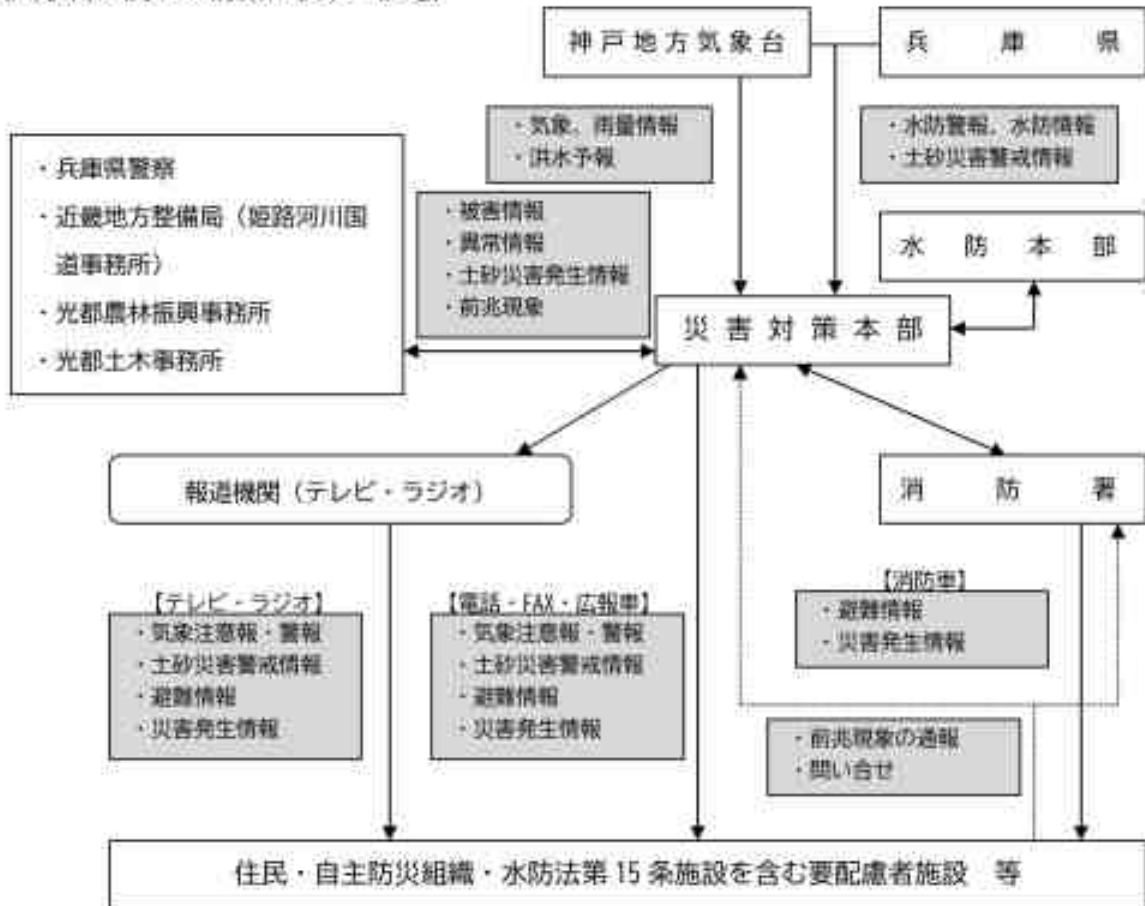 神戸地方気象台
兵庫県
・気象、雨量情報
・洪水予報
・水防警報、水防情報
・土砂災害警戒情報
・兵庫県警察
・近畿地方整備局（姫路河川国
道事務所）
・光都農林振興事務所
・光都土木事務所
・被害情報
・異常情報
・土砂災害発生情報
・前兆現象
水防本部
災害対策本部
報道機関（テレビ・ラジオ）
消防署
【テレビ・ラジオ】
・気象注意報・警報
・土砂災害警戒情報
・避難情報
・災害発生情報
【電話・FAX・広報車】
・気象注意報・警報
・土砂災害警戒情報
・避難情報
・災害発生情報
【消防車】
・避難情報
・災害発生情報
・前兆現象の通報
・問い合せ
住民・自主防災組織・水防法第 15 条施設を含む要配慮者施設　等